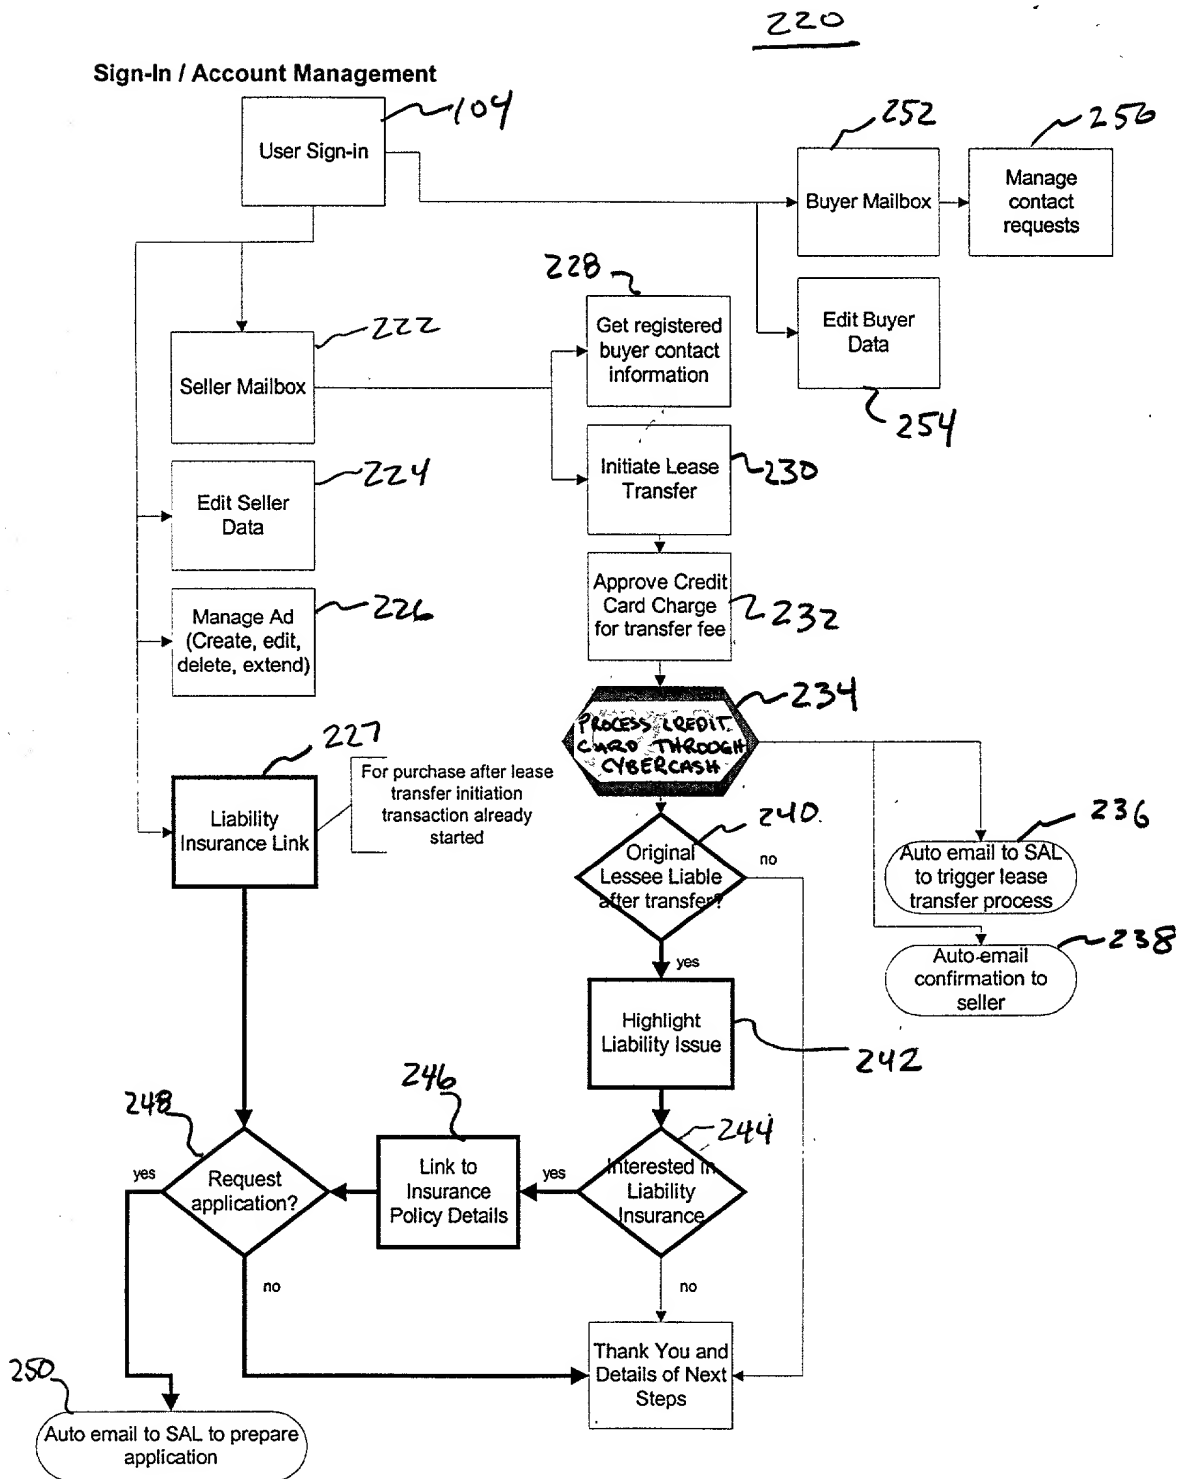 220
Sign-In / Account Management
104
User Sign-in
252
256
Buyer Mailbox
Manage
contact
requests
228
Get registered
buyer contact
information
Edit Buyer
Data
254
222
Seller Mailbox
224
Edit Seller
Data
Initiate Lease
Transfer
230
226
Manage Ad
(Create, edit,
delete, extend)
Approve Credit
Card Charge
for transfer fee
232
234
PROCESS CREDIT
CARD THROUGH
CYBERCASH
227
Liability
Insurance Link
For purchase after lease
transfer initiation
transaction already
started
240
Original
Lessee Liable
after transfer?
no
yes
236
Auto email to SAL
to trigger lease
transfer process
238
Auto-email
confirmation to
seller
Highlight
Liability Issue
242
248
Request
application?
yes
no
246
Link to
Insurance
Policy Details
yes
244
Interested in
Liability
Insurance
no
Thank You and
Details of Next
Steps
250
Auto email to SAL to prepare
application